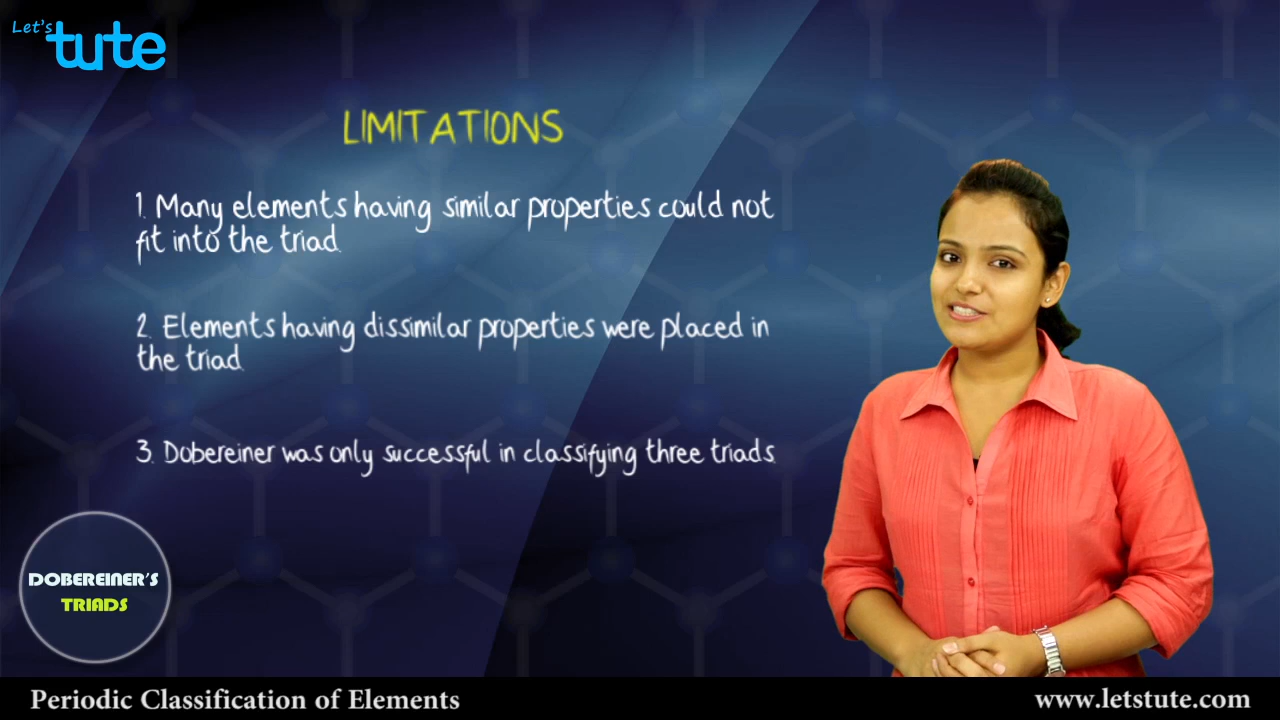 Let's
tute
LIMITATIONS
1. Many elements having similar properties could not
fit into the triad.
2. Elements having dissimilar properties were placed in
the triad.
3. Dobereiner was only successful in classifying three triads.
DOBEREINER'S
TRIADS
Periodic Classification of Elements
www.letstute.com